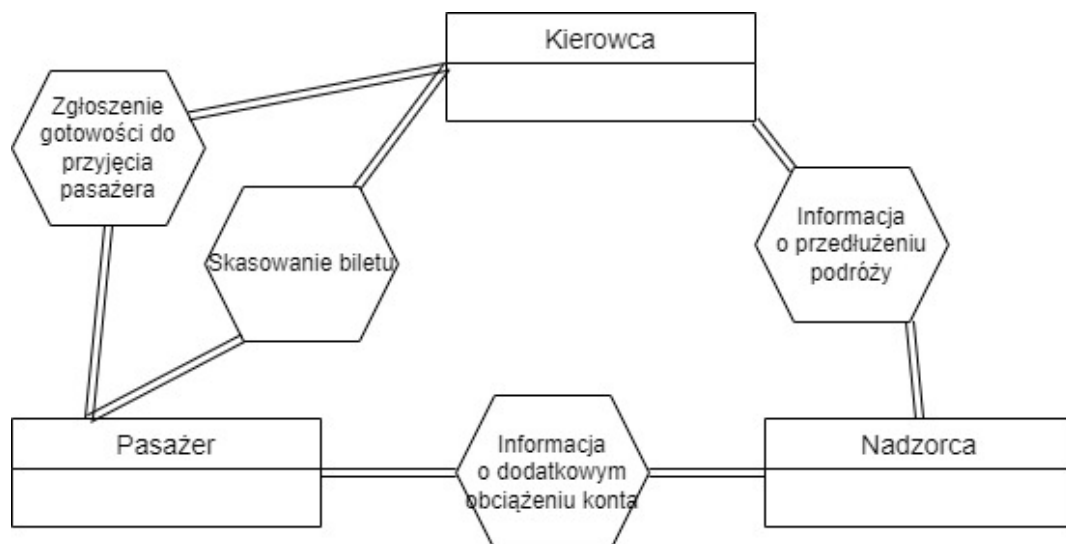 Kierowca
Zgłoszenie
gotowości do
przyjęcia
pasażera
Skasowanie biletu
Informacja
o przedłużeniu
podróży
Pasażer
Informacja
o dodatkowym
obciążeniu konta
Nadzorca